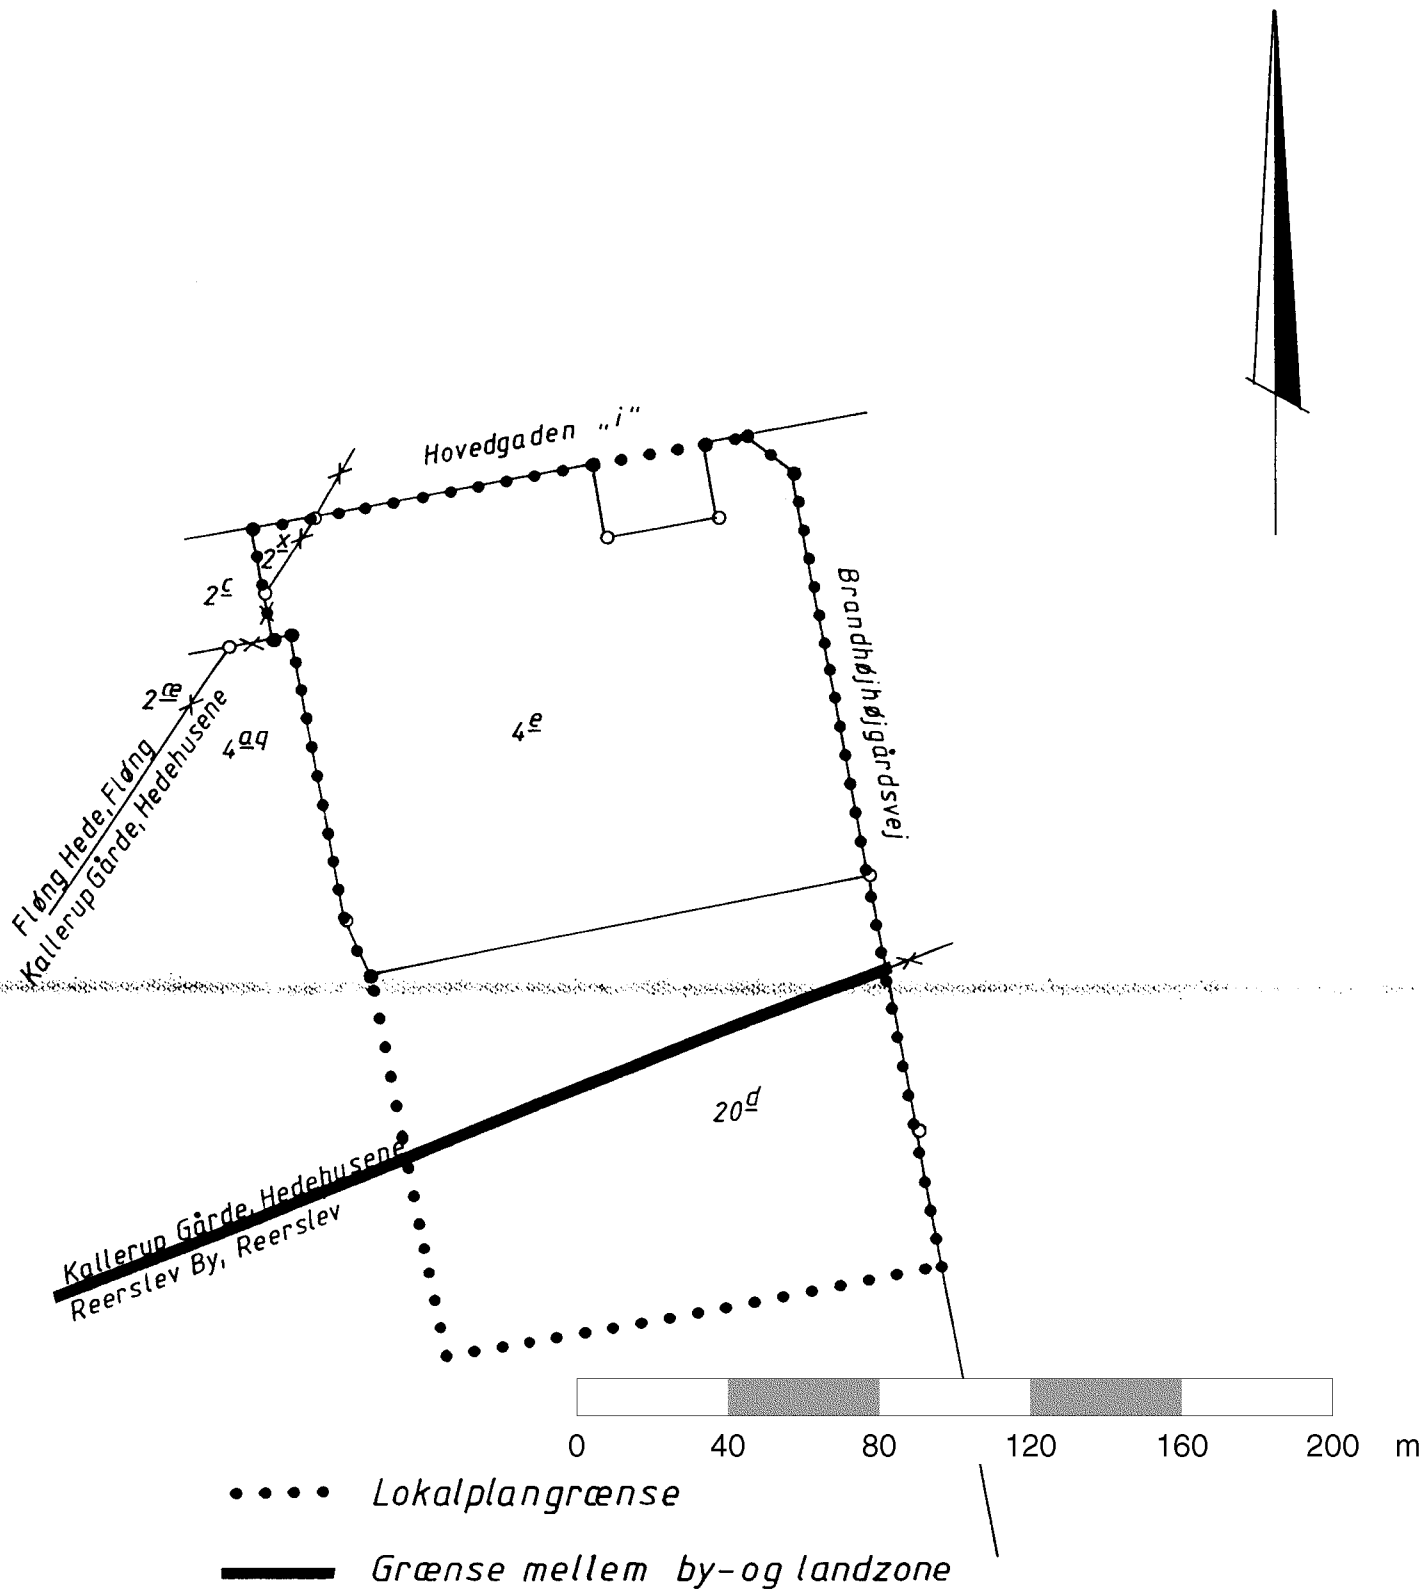 Hovedgaden „i"
2x
2c
2æ
4aq
4e
Brandhøjhøjgårdsvej
Fløng Hede, Fløng
Kallerup Gårde, Hedehusene
20d
Kallerup Gårde, Hedehusene
Reerslev By, Reerslev
0 40 80 120 160 200 m
Lokalplangrænse
Grænse mellem by-og landzone